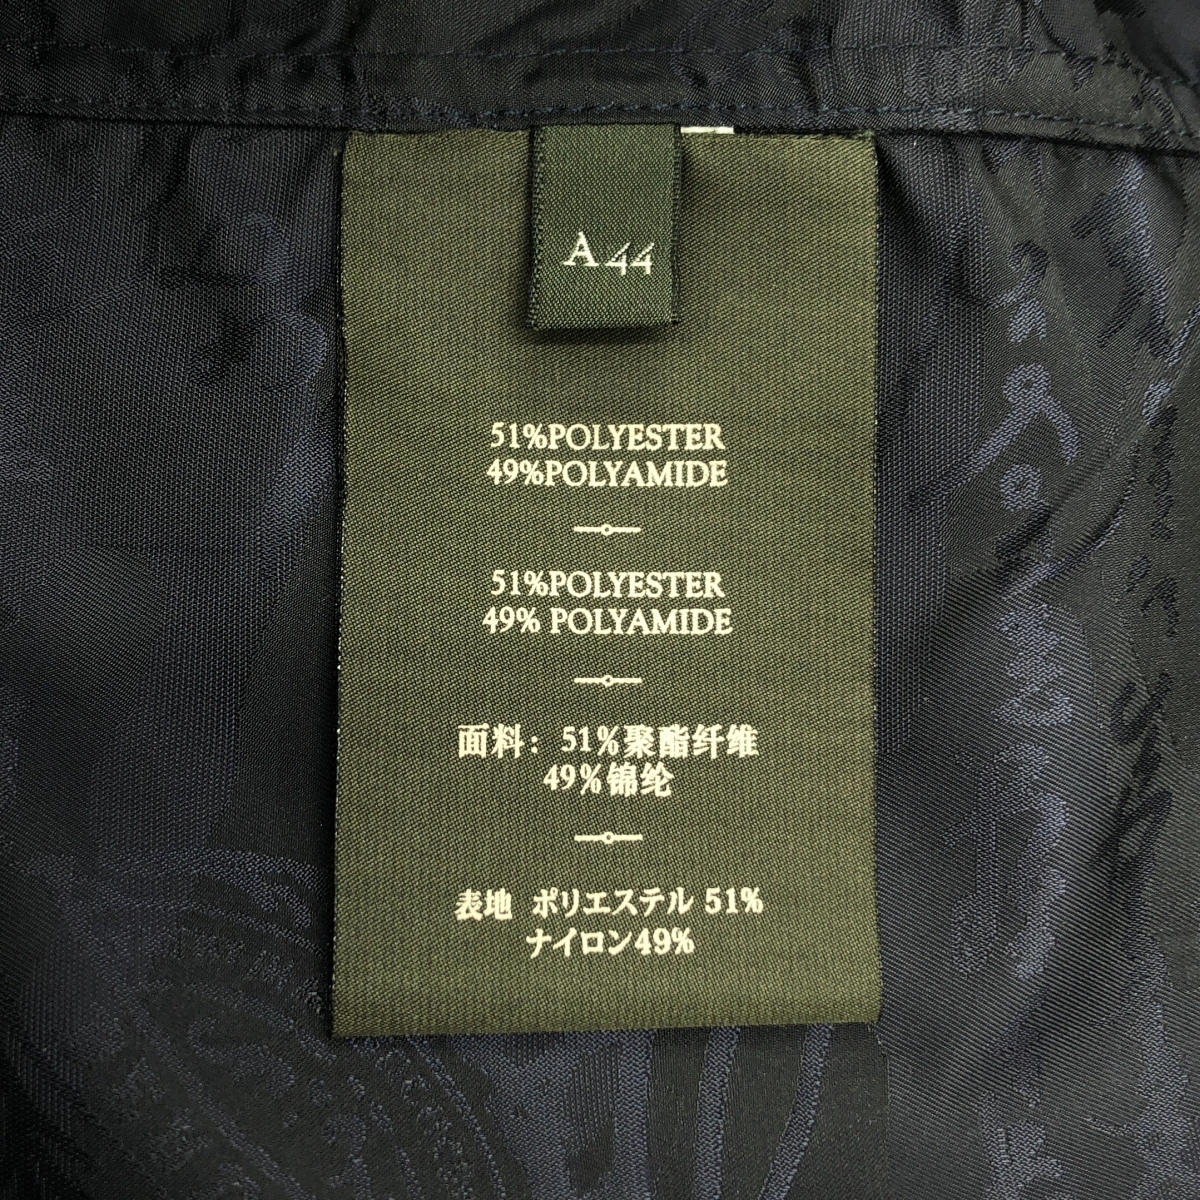 A 44
51%POLYESTER
49%POLYAMIDE
51%POLYESTER
49% POLYAMIDE
面料: 51%聚酯纤维
49%锦纶
表地 ポリエステル 51%
ナイロン49%